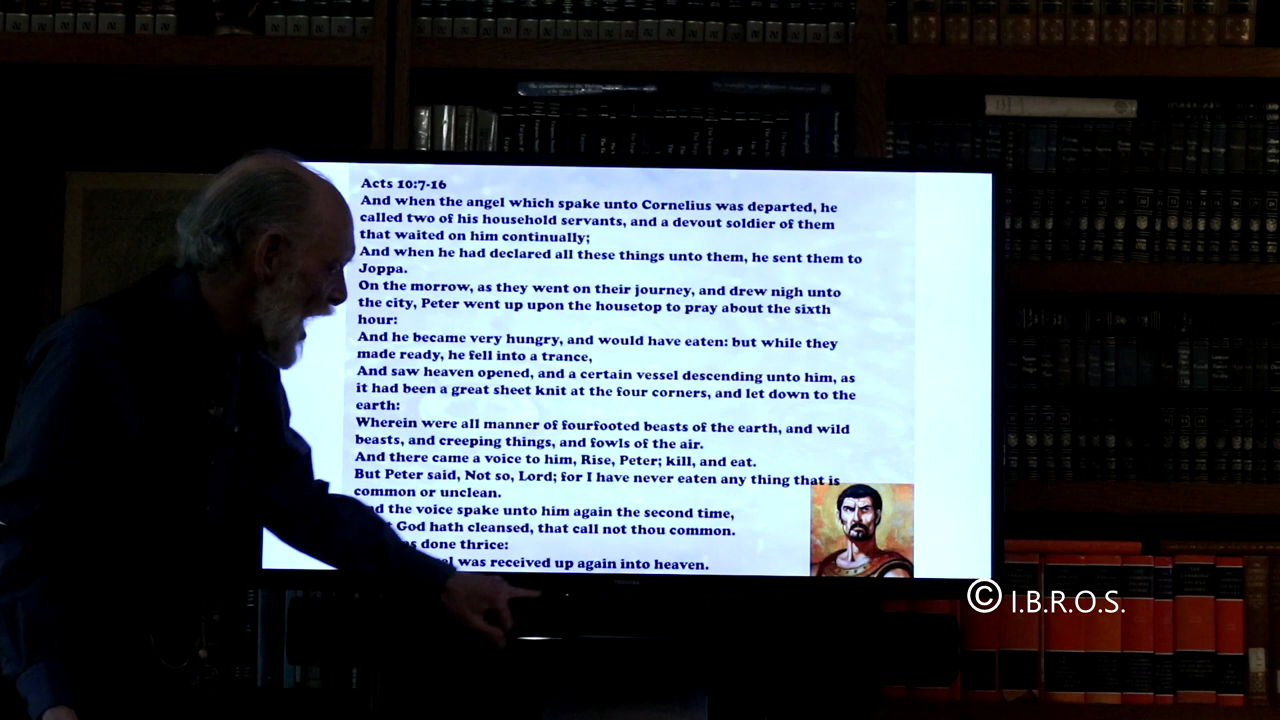 Acts 10:7-16
And when the angel which spake unto Cornelius was departed, he
called two of his household servants, and a devout soldier of them
that waited on him continually;
And when he had declared all these things unto them, he sent them to
Joppa.
On the morrow, as they went on their journey, and drew nigh unto
the city, Peter went up upon the housetop to pray about the sixth
hour:
And he became very hungry, and would have eaten: but while they
made ready, he fell into a trance,
And saw heaven opened, and a certain vessel descending unto him, as
it had been a great sheet knit at the four corners, and let down to the
earth:
Wherein were all manner of fourfooted beasts of the earth, and wild
beasts, and creeping things, and fowls of the air.
And there came a voice to him, Rise, Peter; kill, and eat.
But Peter said, Not so, Lord; for I have never eaten any thing that is
common or unclean.
the voice spake unto him again the second time,
God hath cleansed, that call not thou common.
done thrice:
was received up again into heaven.
TOSHIBA
© I.B.R.O.S.